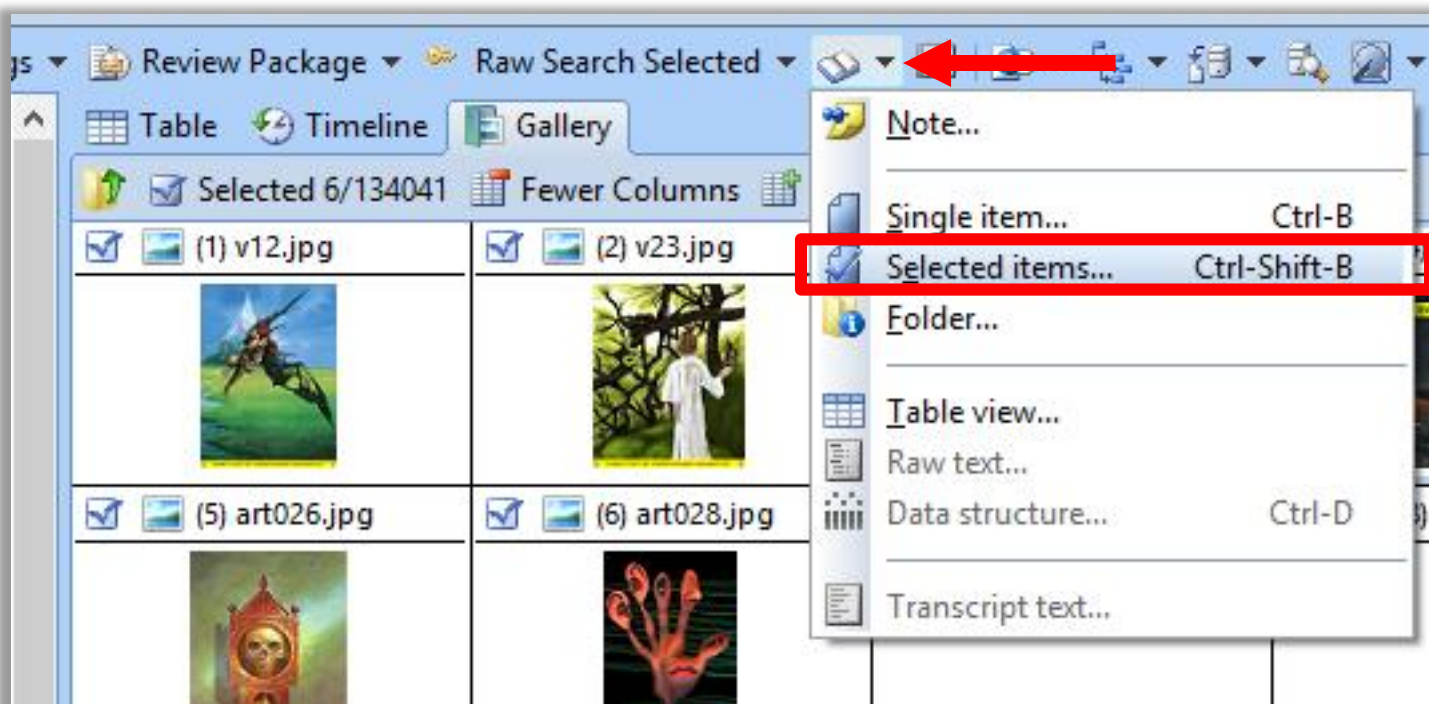 gs Review Package Raw Search Selected
Table Timeline Gallery
Selected 6/134041 Fewer Columns
(1) v12.jpg (2) v23.jpg
(5) art026.jpg (6) art028.jpg
Note...
Single item... Ctrl-B
Selected items... Ctrl-Shift-B
Folder...
Table view...
Raw text...
Data structure... Ctrl-D
Transcript text...